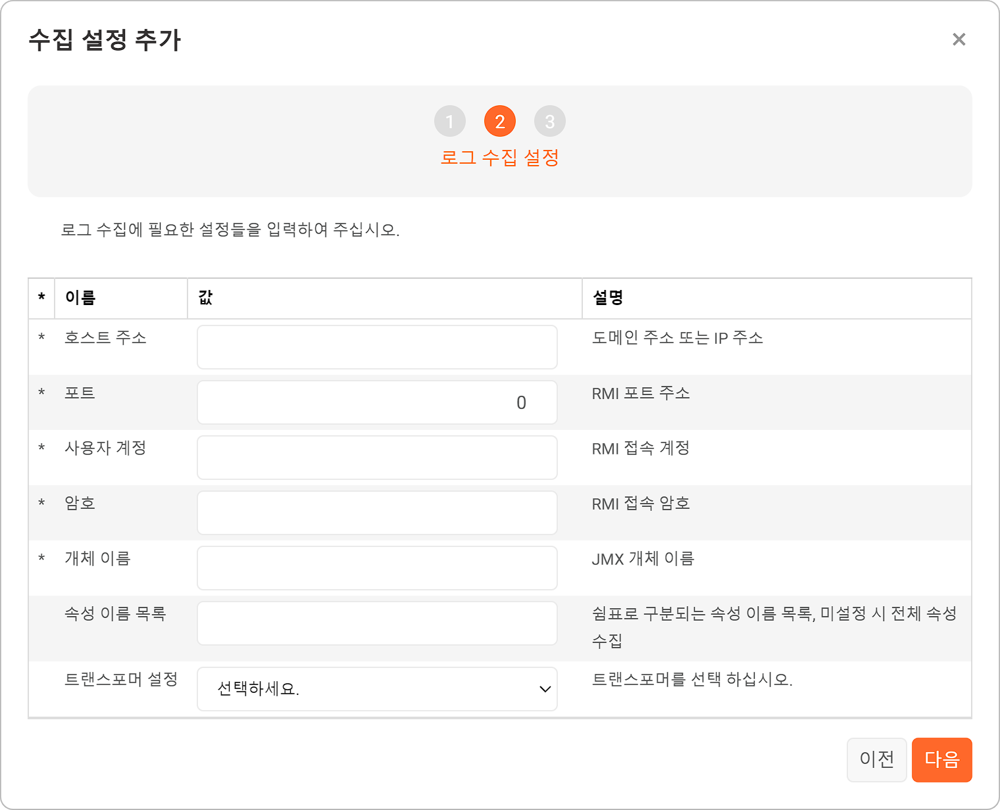 수집 설정 추가
×
1 2 3
로그 수집 설정
로그 수집에 필요한 설정들을 입력하여 주십시오.
* 이름 값 설명
* 호스트 주소 도메인 주소 또는 IP 주소
* 포트 0 RMI 포트 주소
* 사용자 계정 RMI 접속 계정
* 암호 RMI 접속 암호
* 개체 이름 JMX 개체 이름
속성 이름 목록 쉼표로 구분되는 속성 이름 목록, 미설정 시 전체 속성
수집
트랜스포머 설정 선택하세요. 트랜스포머를 선택 하십시오.
이전 다음